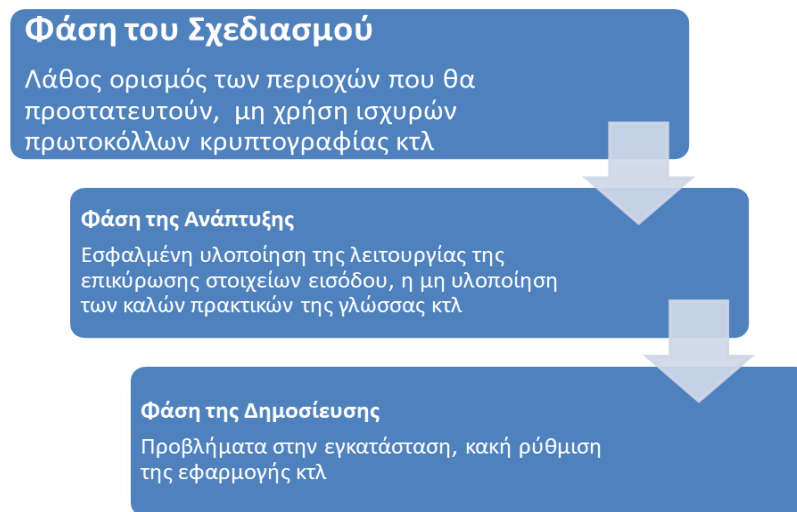 Φάση του Σχεδιασμού
Λάθος ορισμός των περιοχών που θα
προστατευτούν, μη χρήση ισχυρών
πρωτοκόλλων κρυπτογραφίας κτλ
Φάση της Ανάπτυξης
Εσφαλμένη υλοποίηση της λειτουργίας της
επικύρωσης στοιχείων εισόδου, η μη υλοποίηση
των καλών πρακτικών της γλώσσας κτλ
Φάση της Δημοσίευσης
Προβλήματα στην εγκατάσταση, κακή ρύθμιση
της εφαρμογής κτλ